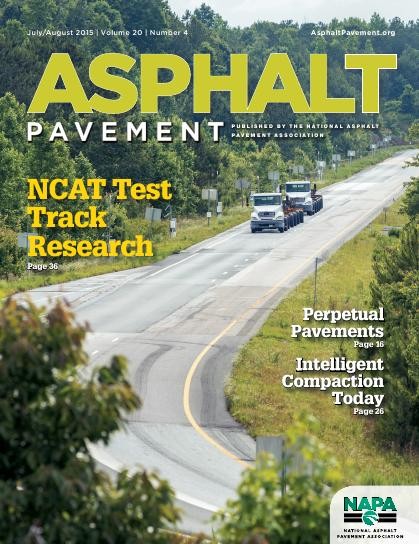 July/August 2015 | Volume 20 | Number 4
AsphaltPavement.org
ASPHALT
PAVEMENT
PUBLISHED BY THE NATIONAL ASPHALT
PAVEMENT ASSOCIATION
NCAT Test
Track
Research
Page 36
Perpetual
Pavements
Page 16
Intelligent
Compaction
Today
Page 26
NAPA
NATIONAL ASPHALT
PAVEMENT ASSOCIATION